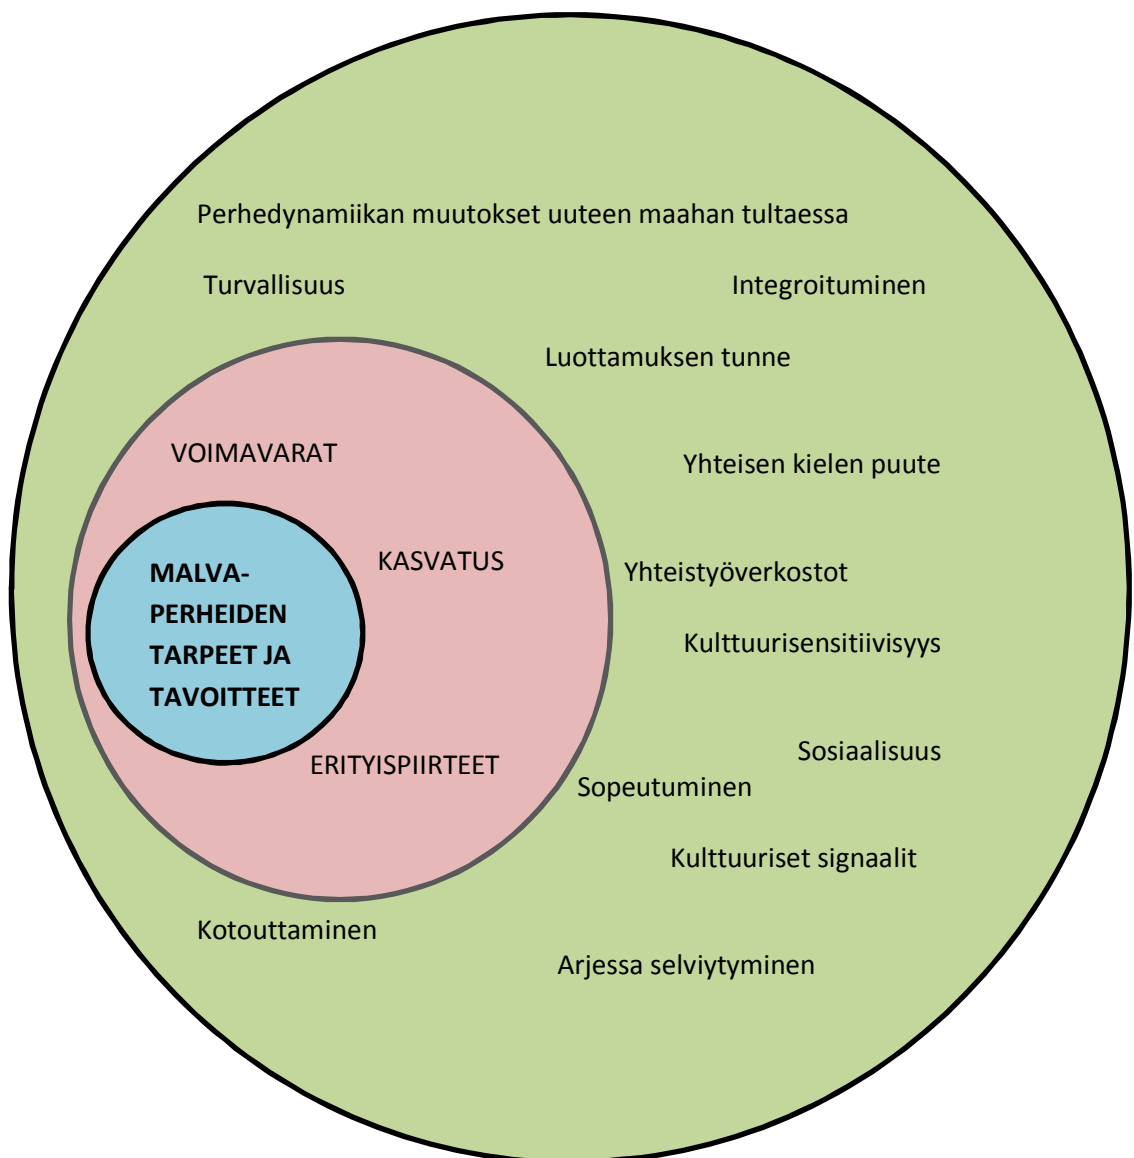 Perhedynamiikan muutokset uuteen maahan tultaessa
Turvallisuus
Integroituminen
Luottamuksen tunne
VOIMAVARAT
Yhteisen kielen puute
KASVATUS
Yhteistyöverkostot
MALVA-
PERHEIDEN
TARPEET JA
TAVOITTEET
Kulttuurisensitiivisyys
ERITYISPIIRTEET
Sosiaalisuus
Sopeutuminen
Kulttuuriset signaalit
Kotouttaminen
Arjessa selviytyminen